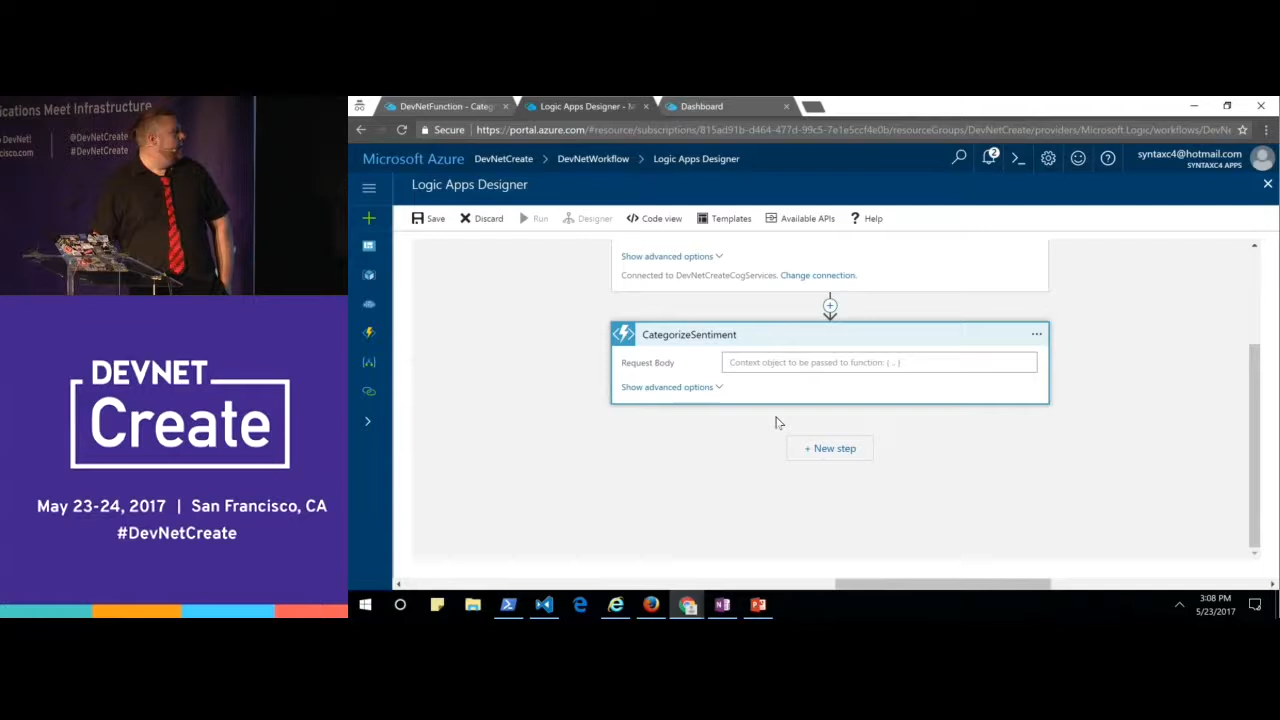 ications Meet Infrastructure
DevNet!
@DevNetCreate
isco.com
#DevNetCreate
DEVNET
Create
May 23-24, 2017 | San Francisco, CA
#DevNetCreate
DevNetFunction - Categ
Logic Apps Designer - M
Dashboard
Secure
https://portal.azure.com/#resource/subscriptions/815ad91b-d464-477d-99c5-7e1e5ccf4e0b/resourceGroups/DevNetCreate/providers/Microsoft.Logic/workflows/DevNe
Microsoft Azure DevNetCreate > DevNetWorkflow > Logic Apps Designer
2
syntaxc4@hotmail.com
SYNTAXC4 APPS
Logic Apps Designer
Save Discard Run Designer Code view Templates Available APIs Help
Show advanced options
Connected to DevNetCreateCogServices. Change connection.
CategorizeSentiment
Request Body Context object to be passed to function: { .. }
Show advanced options
+ New step
3:08 PM
5/23/2017